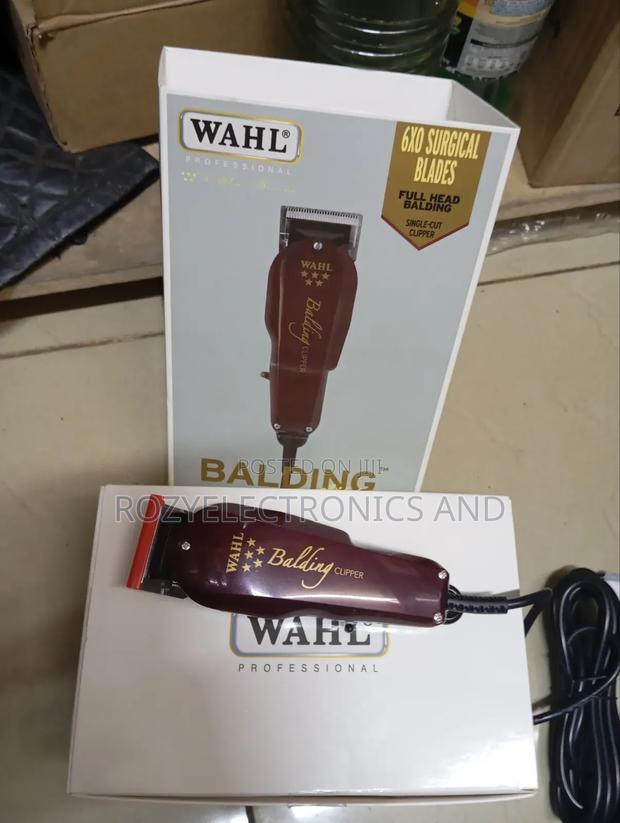 WAHL®
PROFESSIONAL
6X0 SURGICAL
BLADES
FULL HEAD
BALDING
SINGLE-CUT
CLIPPER
WAHL
Balding CLIPPER
BALDING™
POSTED ON JIJI
ROZYELECTRONICS AND
WAHL
Balding CLIPPER
WAHL
PROFESSIONAL